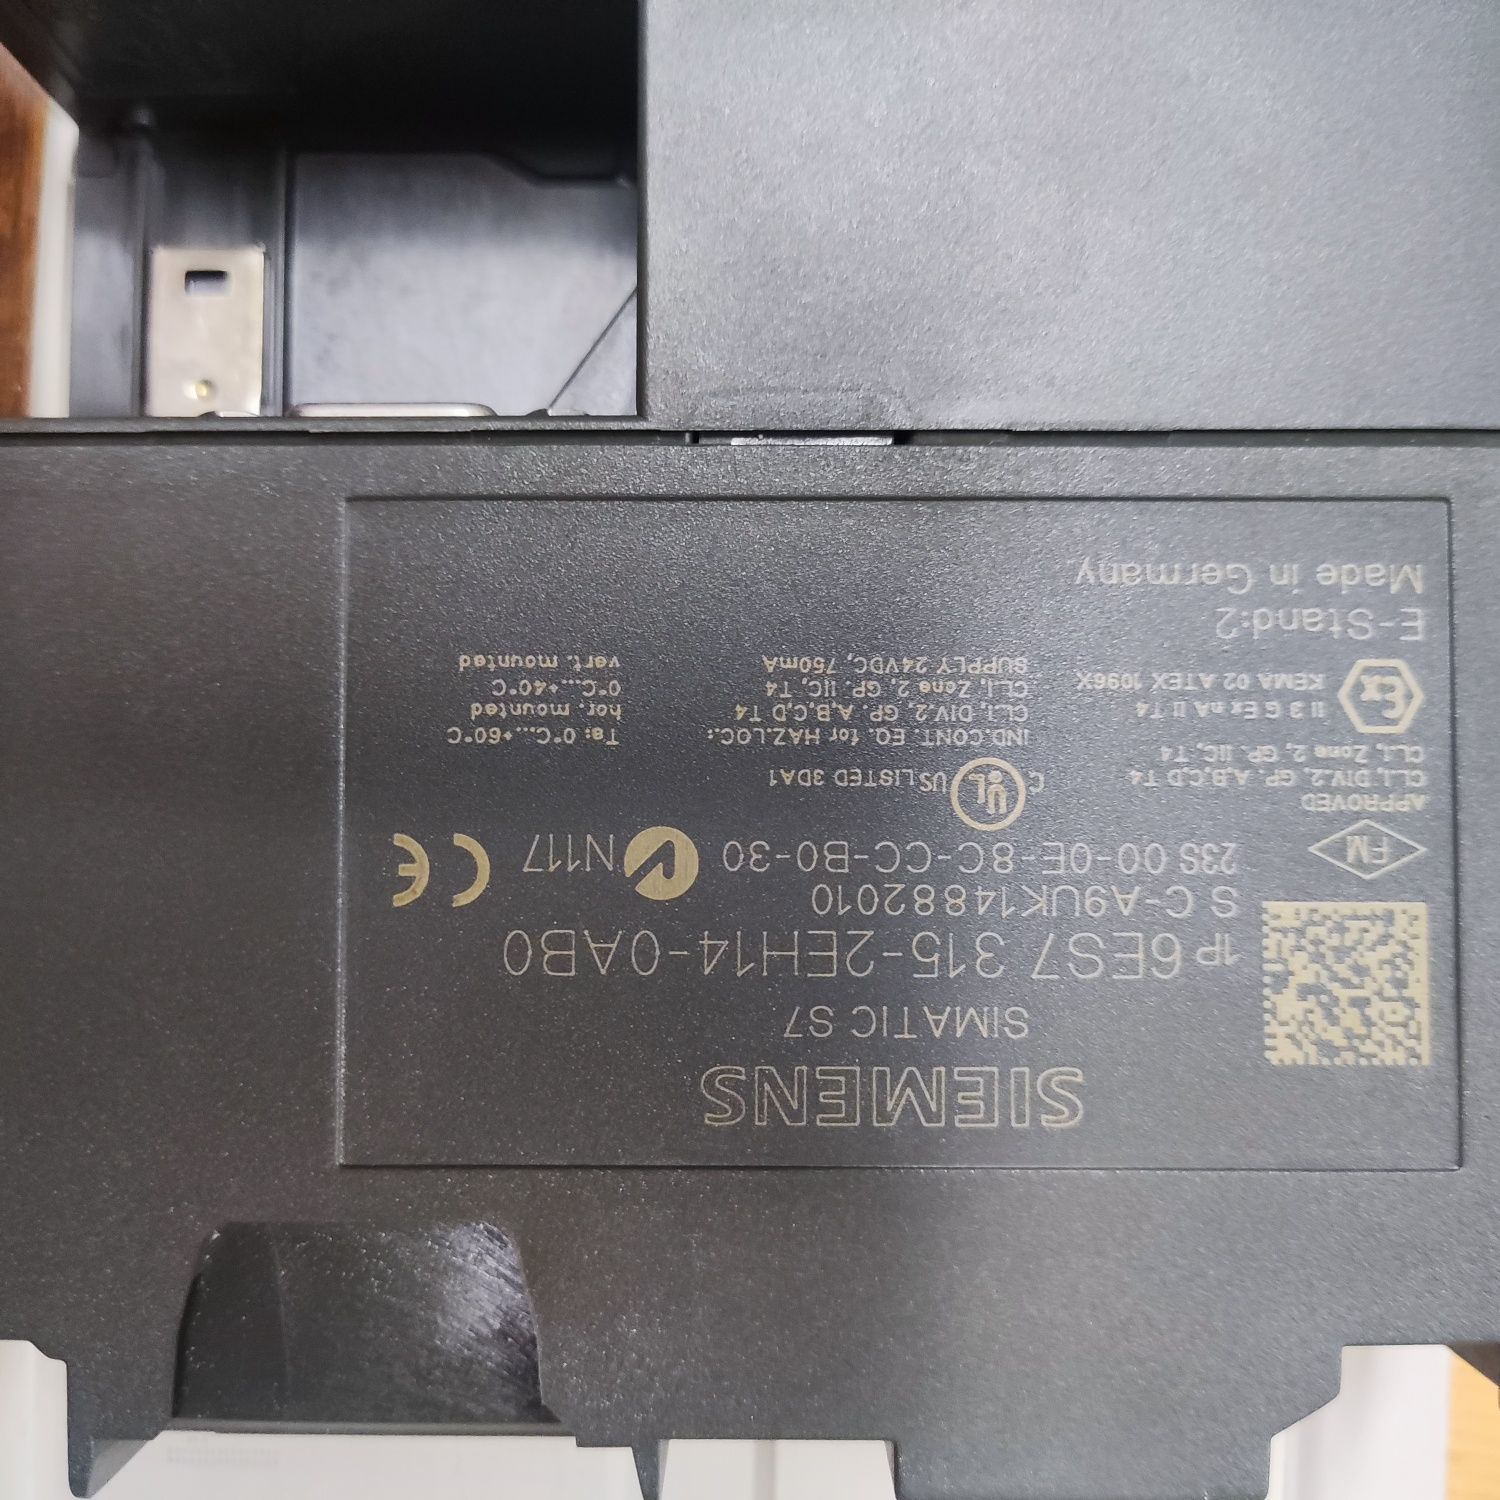 SIEMENS
SIMATIC S7
1P 6ES7 315-2EH14-0AB0
S C-A9UK14882010
23S 00-0E-8C-CC-B0-30
N117
CE
FM
APPROVED
CL.I, DIV.2, GP. A,B,C,D T4
CL.I, Zone 2, GP. IIC, T4
C UL US LISTED 3DA1
IND.CONT. EQ. for HAZ.LOC.:
CL.I, DIV.2, GP. A,B,C,D T4
CL.I, Zone 2, GP. IIC, T4
SUPPLY 24VDC, 750mA
Ta: 0°C...+60°C
hor. mounted
0°C...+40°C
vert. mounted
Ex
II 3 G Ex nA II T4
KEMA 02 ATEX 1096X
E-Stand:2
Made in Germany